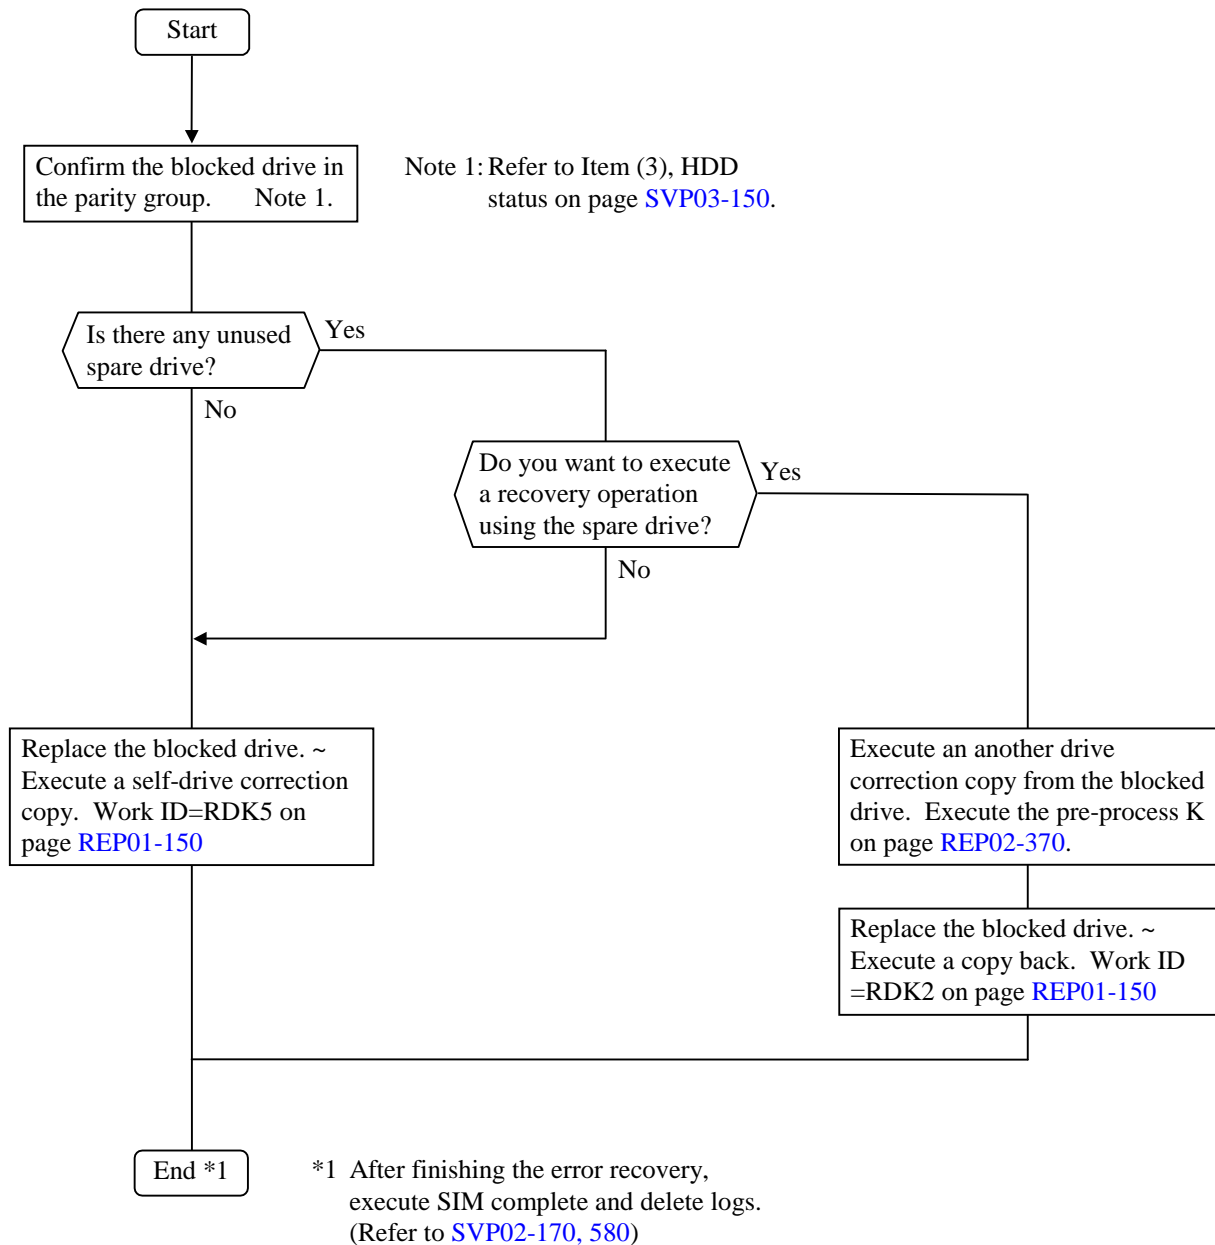 Start
Confirm the blocked drive in
the parity group. Note 1.
Note 1: Refer to Item (3), HDD
status on page SVP03-150.
Is there any unused
spare drive?
Yes
No
Do you want to execute
a recovery operation
using the spare drive?
Yes
No
Replace the blocked drive. ~
Execute a self-drive correction
copy. Work ID=RDK5 on
page REP01-150
Execute an another drive
correction copy from the blocked
drive. Execute the pre-process K
on page REP02-370.
Replace the blocked drive. ~
Execute a copy back. Work ID
=RDK2 on page REP01-150
End *1
*1 After finishing the error recovery,
execute SIM complete and delete logs.
(Refer to SVP02-170, 580)